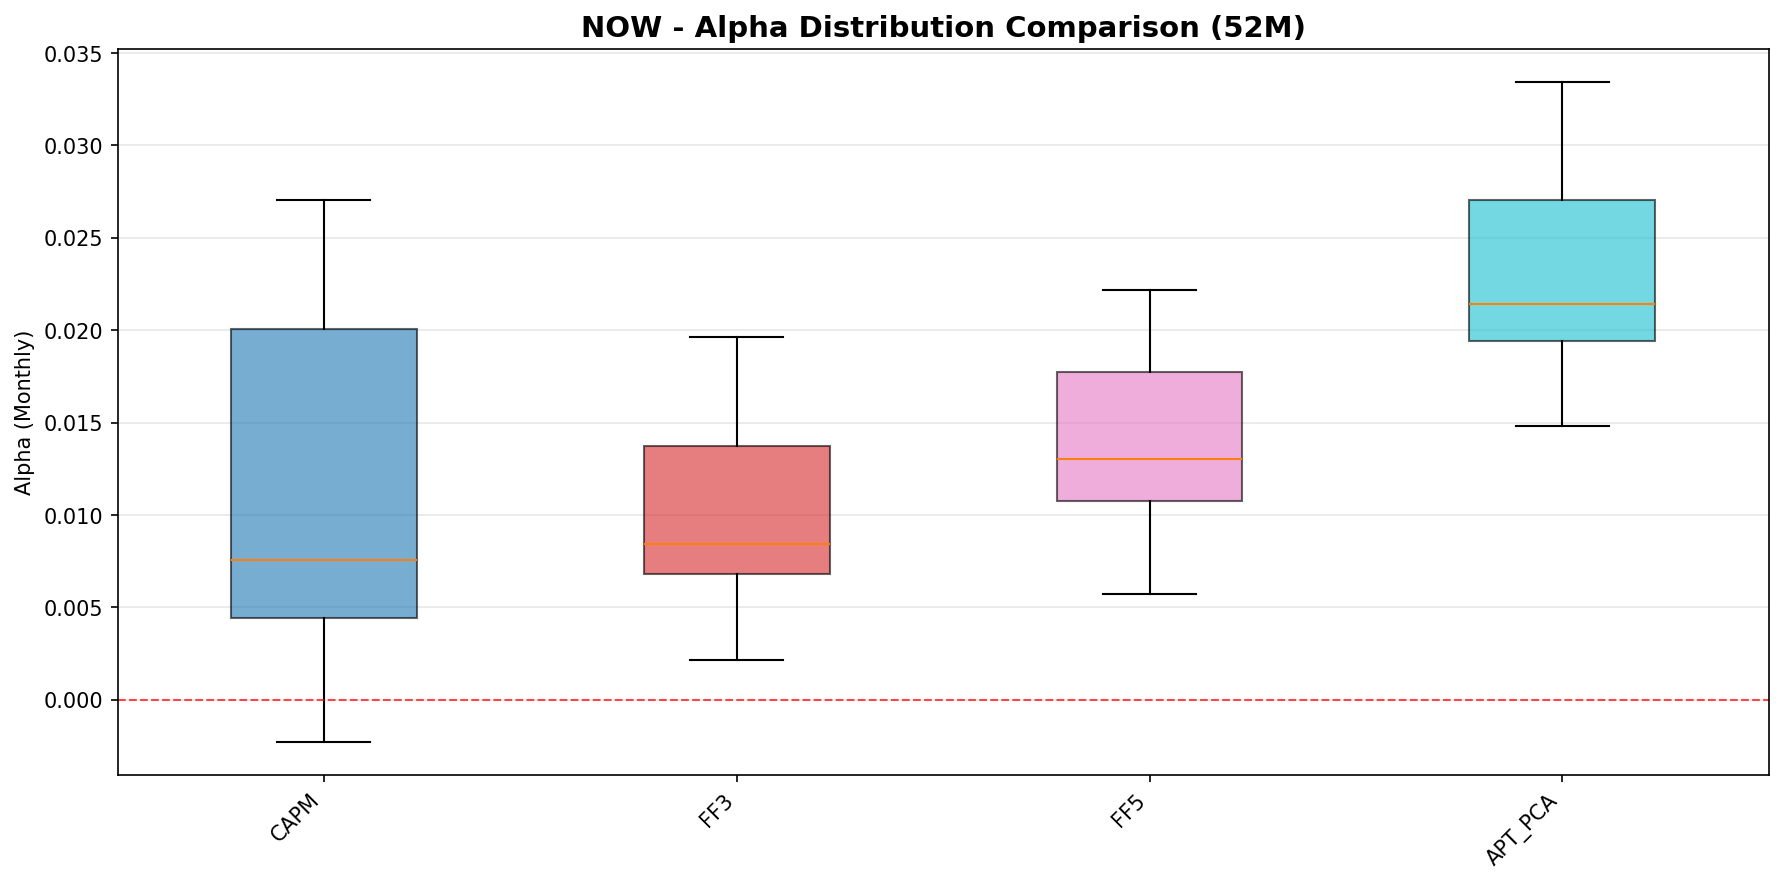 NOW - Alpha Distribution Comparison (52M)
Alpha (Monthly)
0.035
0.030
0.025
0.020
0.015
0.010
0.005
0.000
CAPM
FF3
FF5
APT_PCA